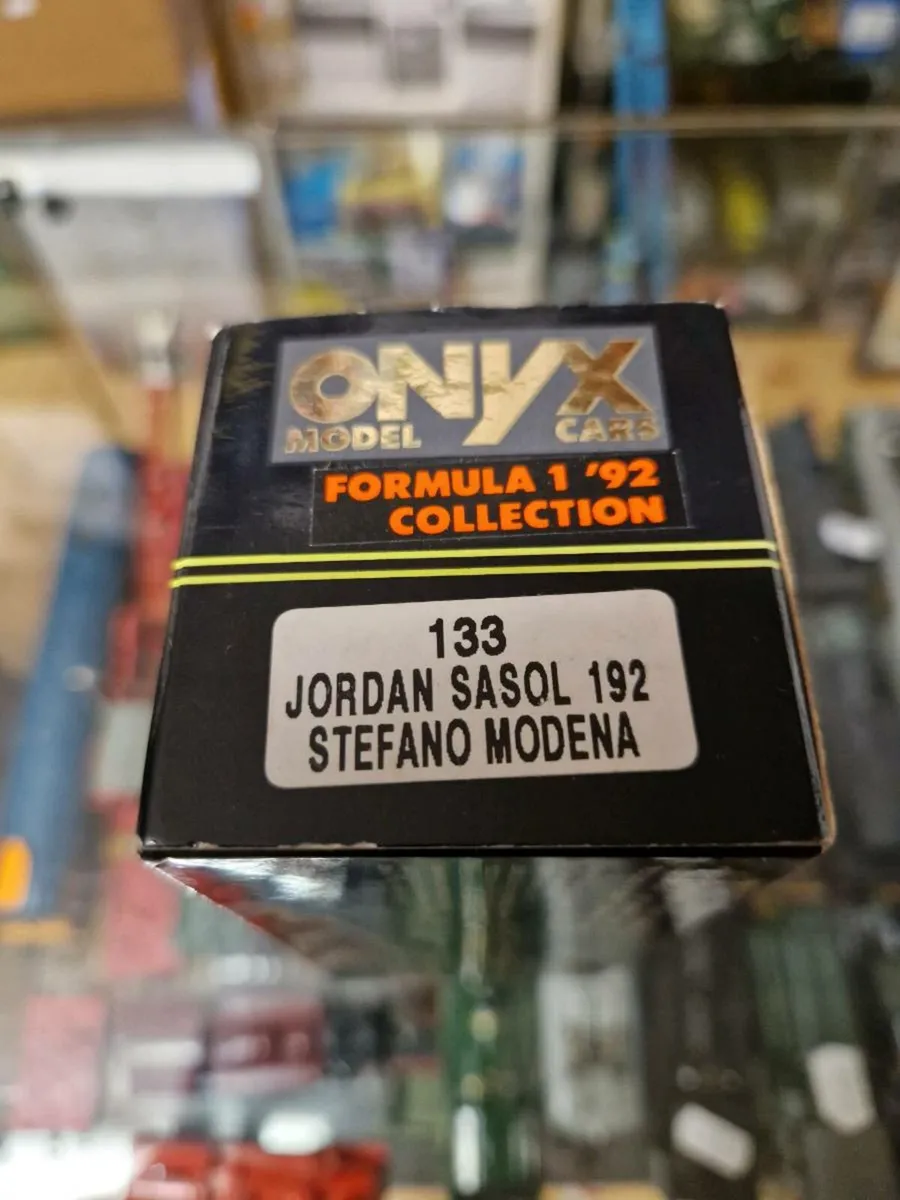 ONYX
MODEL CARS
FORMULA 1 '92
COLLECTION
133
JORDAN SASOL 192
STEFANO MODENA